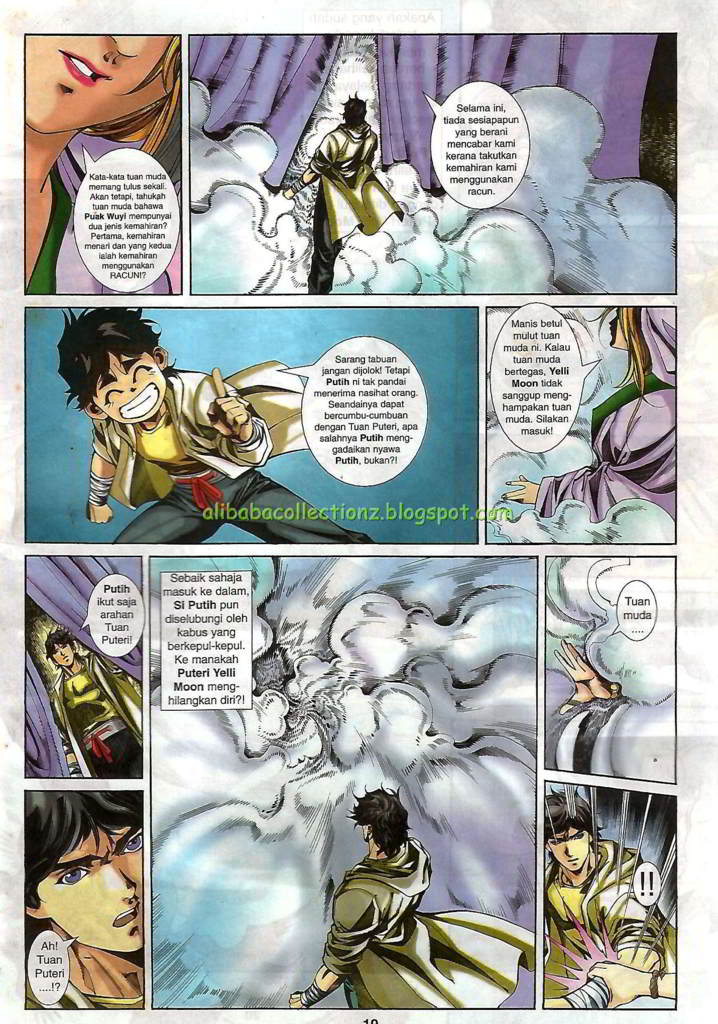 Kata-kata tuan muda
memang tulus sekali.
Akan tetapi, tahukah
tuan muda bahawa
Puak Wuyi mempunyai
dua jenis kemahiran?
Pertama, kemahiran
menari dan yang kedua
ialah kemahiran
menggunakan
RACUN!?
Selama ini,
tiada sesiapapun
yang berani
mencabar kami
kerana takutkan
kemahiran kami
menggunakan
racun.
Sarang tabuan
jangan dijolok! Tetapi
Putih ni tak pandai
menerima nasihat orang.
Seandainya dapat
bercumbu-cumbuan
dengan Tuan Puteri, apa
salahnya Putih meng-
gadaikan nyawa
Putih, bukan?!
Manis betul
mulut tuan
muda ni. Kalau
tuan muda
bertegas, Yelli
Moon tidak
sanggup meng-
hampakan tuan
muda. Silakan
masuk!
alibabacollectionz.blogspot.com
Putih
ikut saja
arahan
Tuan
Puteri!
Sebaik sahaja
masuk ke dalam,
Si Putih pun
diselubungi oleh
kabus yang
berkepul-kepul.
Ke manakah
Puteri Yelli
Moon meng-
hilangkan diri?!
Tuan
muda
....
Ah!
Tuan
Puteri
....!?
!!